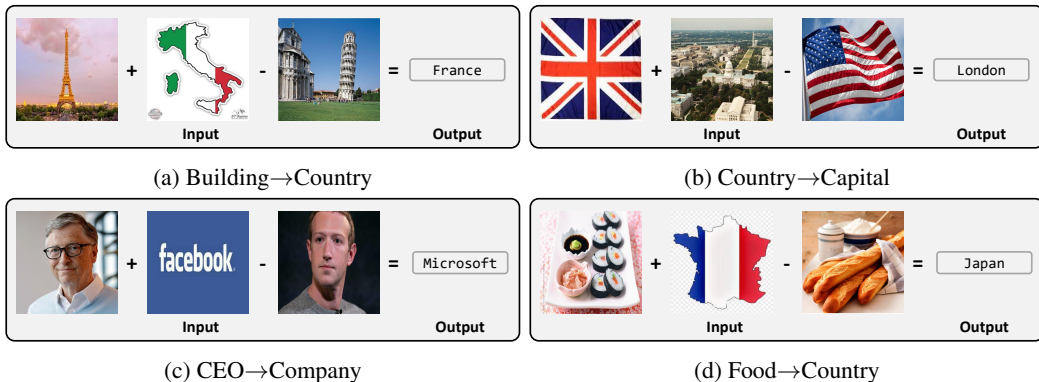 + - = France
Input Output
(a) Building→Country
+ - = London
Input Output
(b) Country→Capital
+ facebook - = Microsoft
Input Output
(c) CEO→Company
+ - = Japan
Input Output
(d) Food→Country